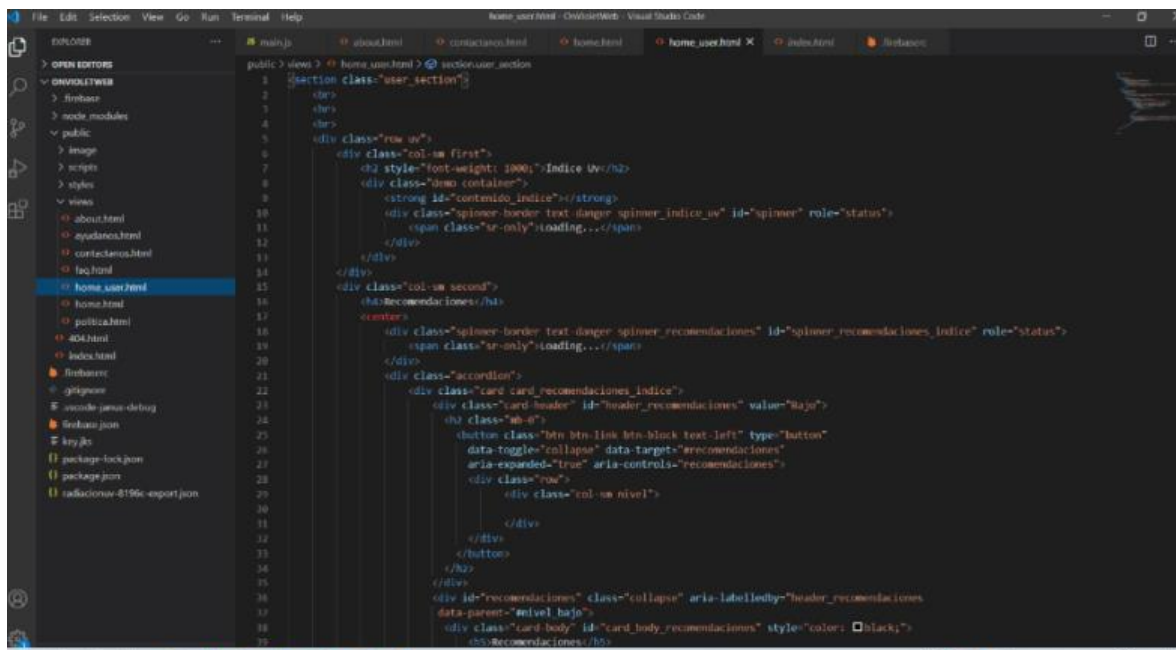 File Edit Selection View Go Run Terminal Help
home_user.html - OnVioletWeb - Visual Studio Code
EXPLORER
main.js
about.html
contactanos.html
home.html
home_user.html
index.html
.firebaserc
> OPEN EDITORS
ONVIOLETWEB
> .firebase
> node_modules
public
> image
> scripts
> styles
views
about.html
ayudanos.html
contactanos.html
faq.html
home_user.html
home.html
politica.html
404.html
index.html
.firebaserc
.gitignore
.vscode-janus-debug
firebase.json
key.jks
package-lock.json
package.json
radiacionuv-8196c-export.json
public > views > home_user.html > section.user_section
1 <section class="user_section">
2 <br>
3 <br>
4 <br>
5 <div class="row uv">
6 <div class="col-sm first">
7 <h2 style="font-weight: 1000;">Indice Uv</h2>
8 <div class="demo container">
9 <strong id="contenido_indice"></strong>
10 <div class="spinner-border text-danger spinner_indice_uv" id="spinner" role="status">
11 <span class="sr-only">Loading...</span>
12 </div>
13 </div>
14 </div>
15 <div class="col-sm second">
16 <h4>Recomendaciones</h4>
17 <center>
18 <div class="spinner-border text-danger spinner_recomendaciones" id="spinner_recomendaciones_indice" role="status">
19 <span class="sr-only">Loading...</span>
20 </div>
21 <div class="accordion">
22 <div class="card card_recomendaciones_indice">
23 <div class="card-header" id="header_recomendaciones" value="Bajo">
24 <h2 class="mb-0">
25 <button class="btn btn-link btn-block text-left" type="button"
26 data-toggle="collapse" data-target="#recomendaciones"
27 aria-expanded="true" aria-controls="recomendaciones">
28 <div class="row">
29 <div class="col-sm nivel">
30
31 </div>
32 </div>
33 </button>
34 </h2>
35 </div>
36 <div id="recomendaciones" class="collapse" aria-labelledby="header_recomendaciones
37 data-parent="#nivel_bajo">
38 <div class="card-body" id="card_body_recomendaciones" style="color: black;">
39 <h5>Recomendaciones</h5>